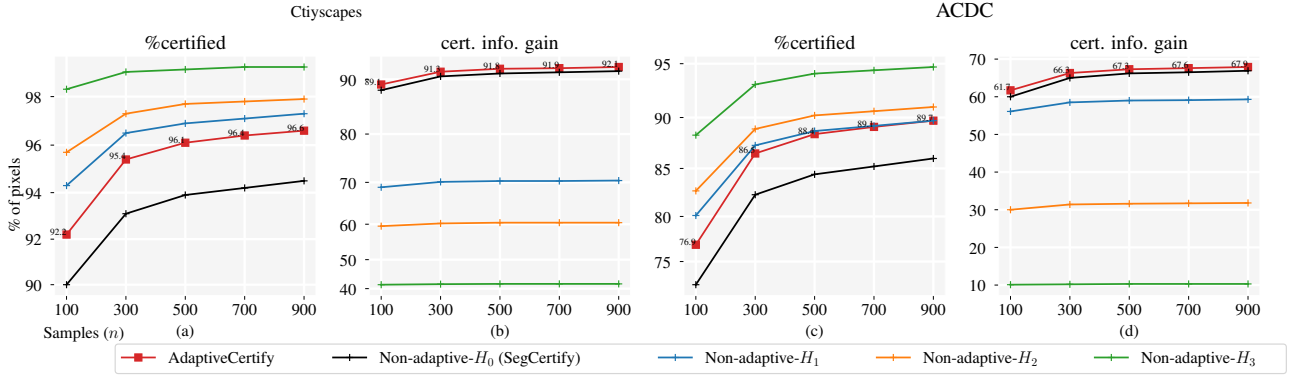 Ctiyscapes
ACDC
%certified
cert. info. gain
%certified
cert. info. gain
% of pixels
98
96
94
92
90
92.2
95.4
96.1
96.4
96.6
100 300 500 700 900
90
80
70
60
50
40
89.1
91.3
91.8
91.9
92.1
100 300 500 700 900
95
90
85
80
75
76.9
86.5
88.4
89.1
89.7
100 300 500 700 900
70
60
50
40
30
20
10
61.7
66.3
67.3
67.6
67.9
100 300 500 700 900
Samples (n)
(a)
(b)
(c)
(d)
AdaptiveCertify
Non-adaptive-H₀ (SegCertify)
Non-adaptive-H₁
Non-adaptive-H₂
Non-adaptive-H₃